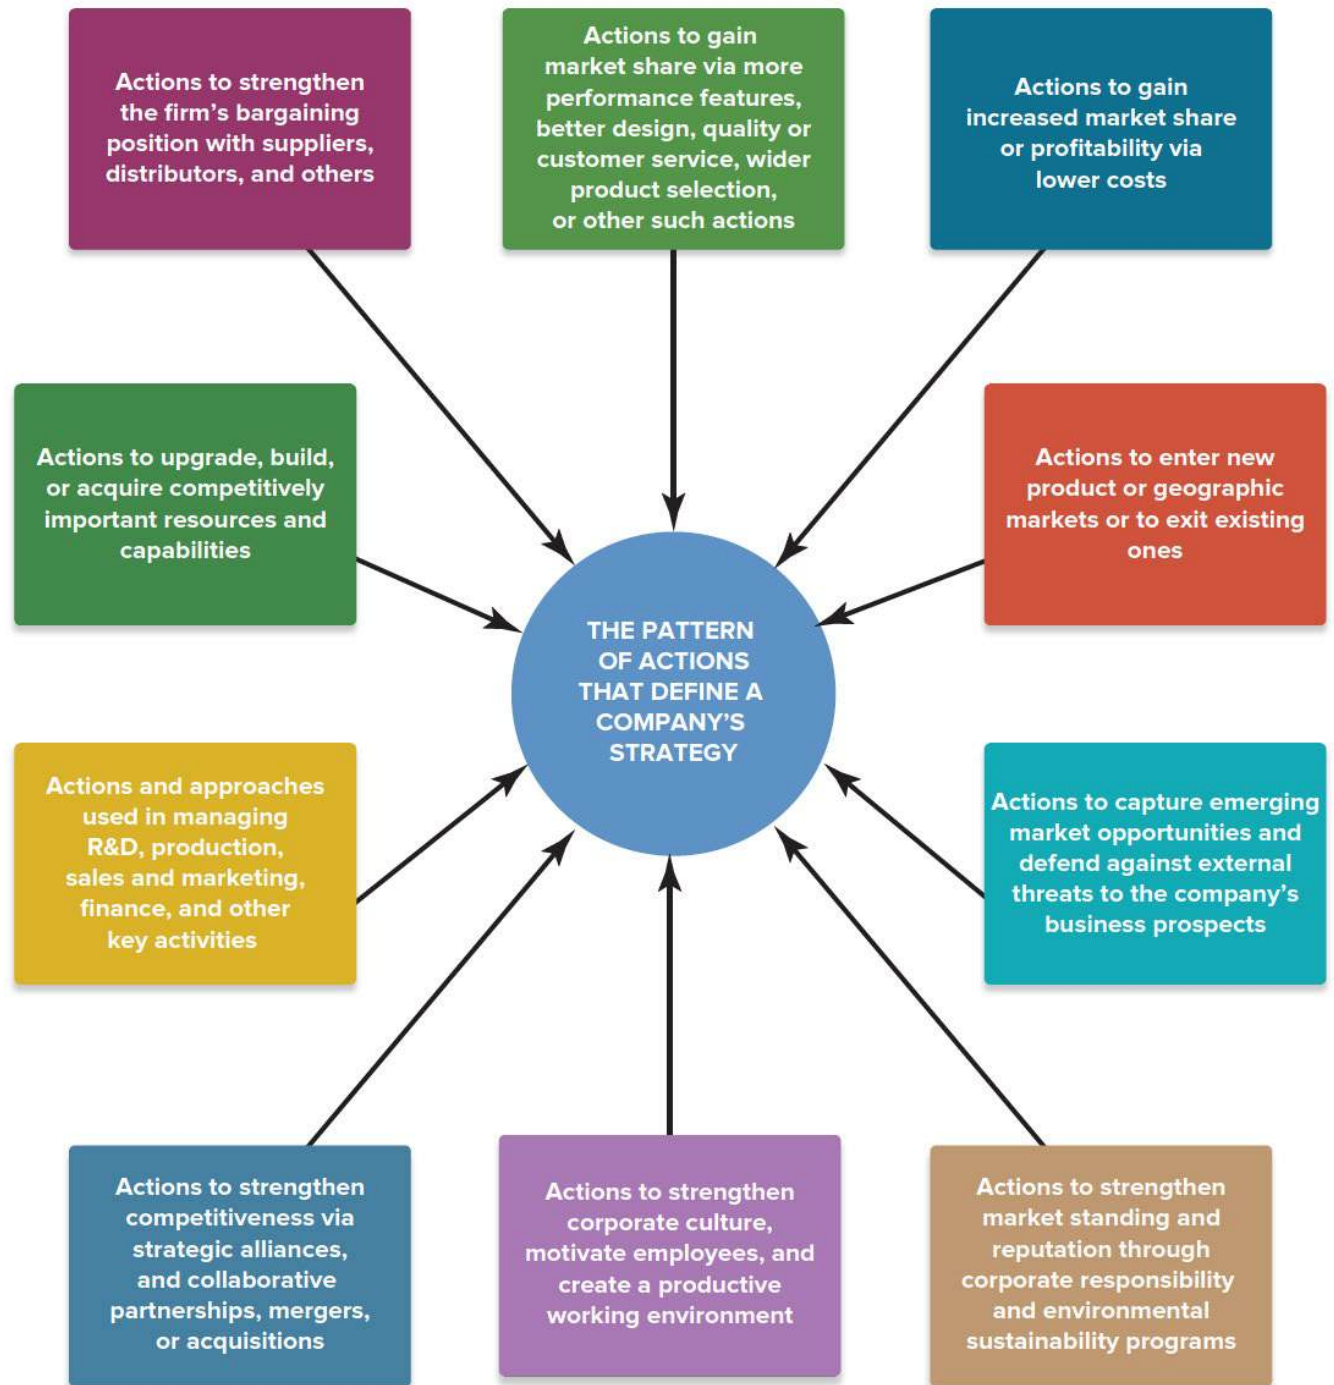 Actions to strengthen
the firm's bargaining
position with suppliers,
distributors, and others
Actions to gain
market share via more
performance features,
better design, quality or
customer service, wider
product selection,
or other such actions
Actions to gain
increased market share
or profitability via
lower costs
Actions to upgrade, build,
or acquire competitively
important resources and
capabilities
Actions to enter new
product or geographic
markets or to exit existing
ones
THE PATTERN
OF ACTIONS
THAT DEFINE A
COMPANY'S
STRATEGY
Actions and approaches
used in managing
R&D, production,
sales and marketing,
finance, and other
key activities
Actions to capture emerging
market opportunities and
defend against external
threats to the company's
business prospects
Actions to strengthen
competitiveness via
strategic alliances,
and collaborative
partnerships, mergers,
or acquisitions
Actions to strengthen
corporate culture,
motivate employees, and
create a productive
working environment
Actions to strengthen
market standing and
reputation through
corporate responsibility
and environmental
sustainability programs